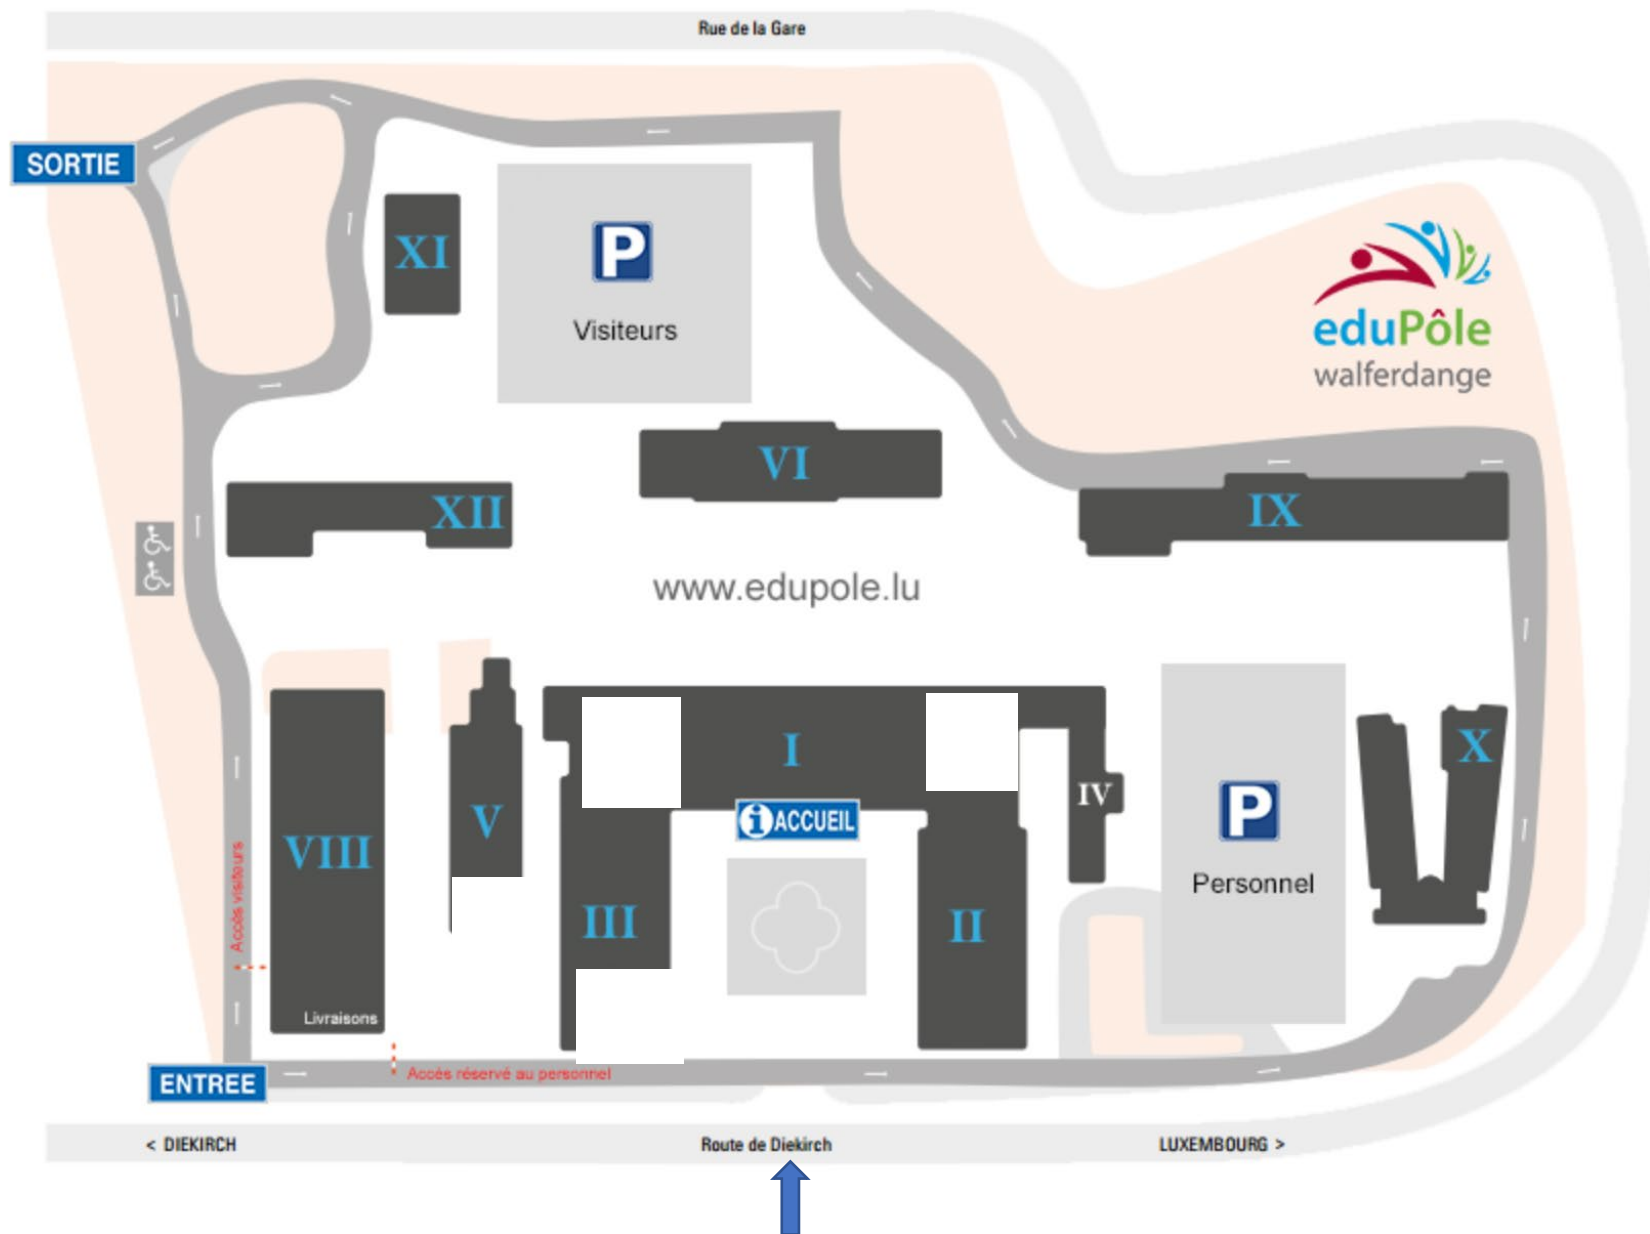 Rue de la Gare
SORTIE
XI
P
Visiteurs
eduPôle
walferdange
VI
XII
IX
www.edupole.lu
I
X
IV
V
i ACCUEIL
P
VIII
Personnel
III
II
Accès visiteurs
Livraisons
ENTREE
Accès réservé au personnel
< DIEKIRCH
Route de Diekirch
LUXEMBOURG >